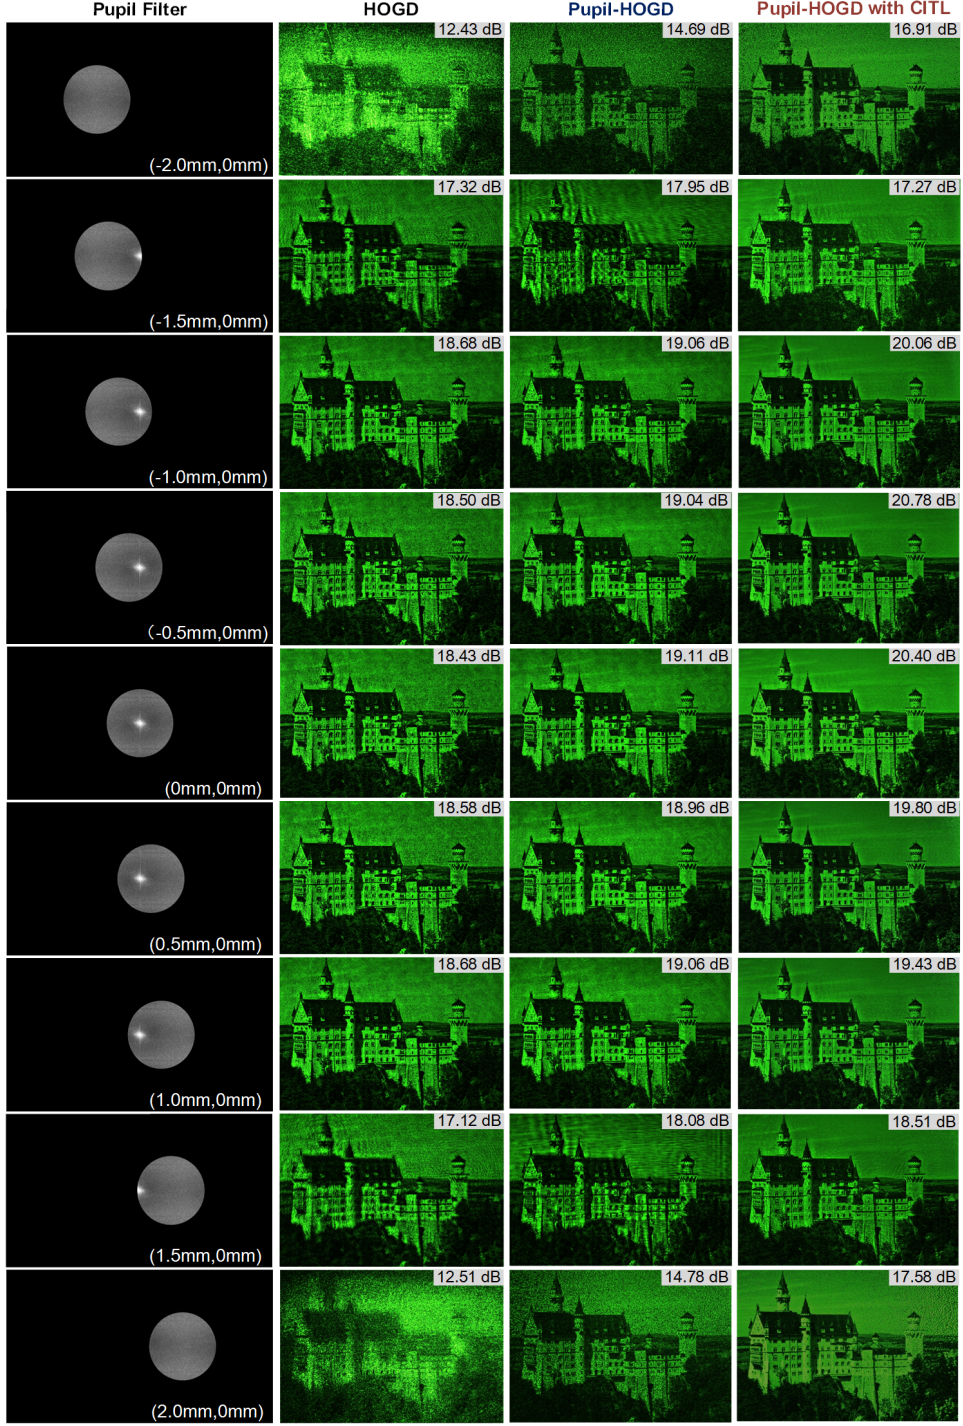 Pupil Filter HOGD Pupil-HOGD Pupil-HOGD with CITL
12.43 dB 14.69 dB 16.91 dB
(-2.0mm,0mm)
17.32 dB 17.95 dB 17.27 dB
(-1.5mm,0mm)
18.68 dB 19.06 dB 20.06 dB
(-1.0mm,0mm)
18.50 dB 19.04 dB 20.78 dB
(-0.5mm,0mm)
18.43 dB 19.11 dB 20.40 dB
(0mm,0mm)
18.58 dB 18.96 dB 19.80 dB
(0.5mm,0mm)
18.68 dB 19.06 dB 19.43 dB
(1.0mm,0mm)
17.12 dB 18.08 dB 18.51 dB
(1.5mm,0mm)
12.51 dB 14.78 dB 17.58 dB
(2.0mm,0mm)